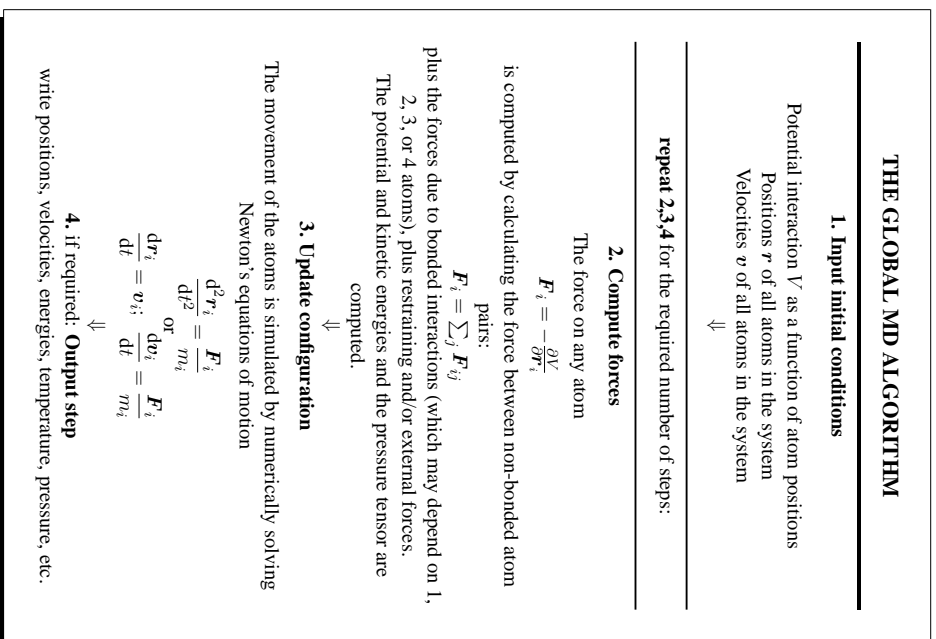 THE GLOBAL MD ALGORITHM
1. Input initial conditions
Potential interaction V as a function of atom positions
Positions r of all atoms in the system
Velocities v of all atoms in the system
⇓
repeat 2,3,4 for the required number of steps:
2. Compute forces
The force on any atom
F_i = − ∂V/∂r_i
is computed by calculating the force between non-bonded atom
pairs:
F_i = ∑_j F_ij
plus the forces due to bonded interactions (which may depend on 1,
2, 3, or 4 atoms), plus restraining and/or external forces.
The potential and kinetic energies and the pressure tensor are
computed.
⇓
3. Update configuration
The movement of the atoms is simulated by numerically solving
Newton's equations of motion
d²r_i/dt² = F_i/m_i
or
dr_i/dt = v_i; dv_i/dt = F_i/m_i
⇓
4. if required: Output step
write positions, velocities, energies, temperature, pressure, etc.